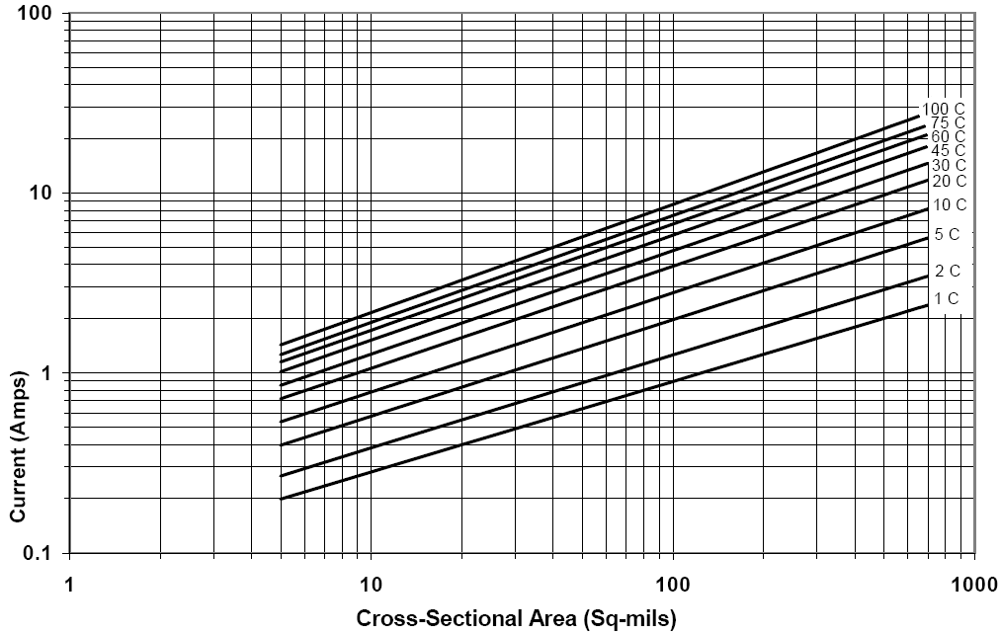 100
10
1
0.1
Current (Amps)
100 C
75 C
60 C
45 C
30 C
20 C
10 C
5 C
2 C
1 C
1
10
100
1000
Cross-Sectional Area (Sq-mils)